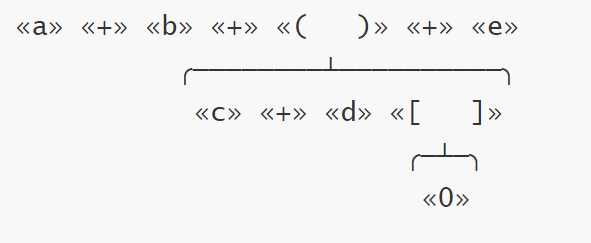 «a» «+» «b» «+» «(   )» «+» «e»
«c» «+» «d» «[   ]»
«0»